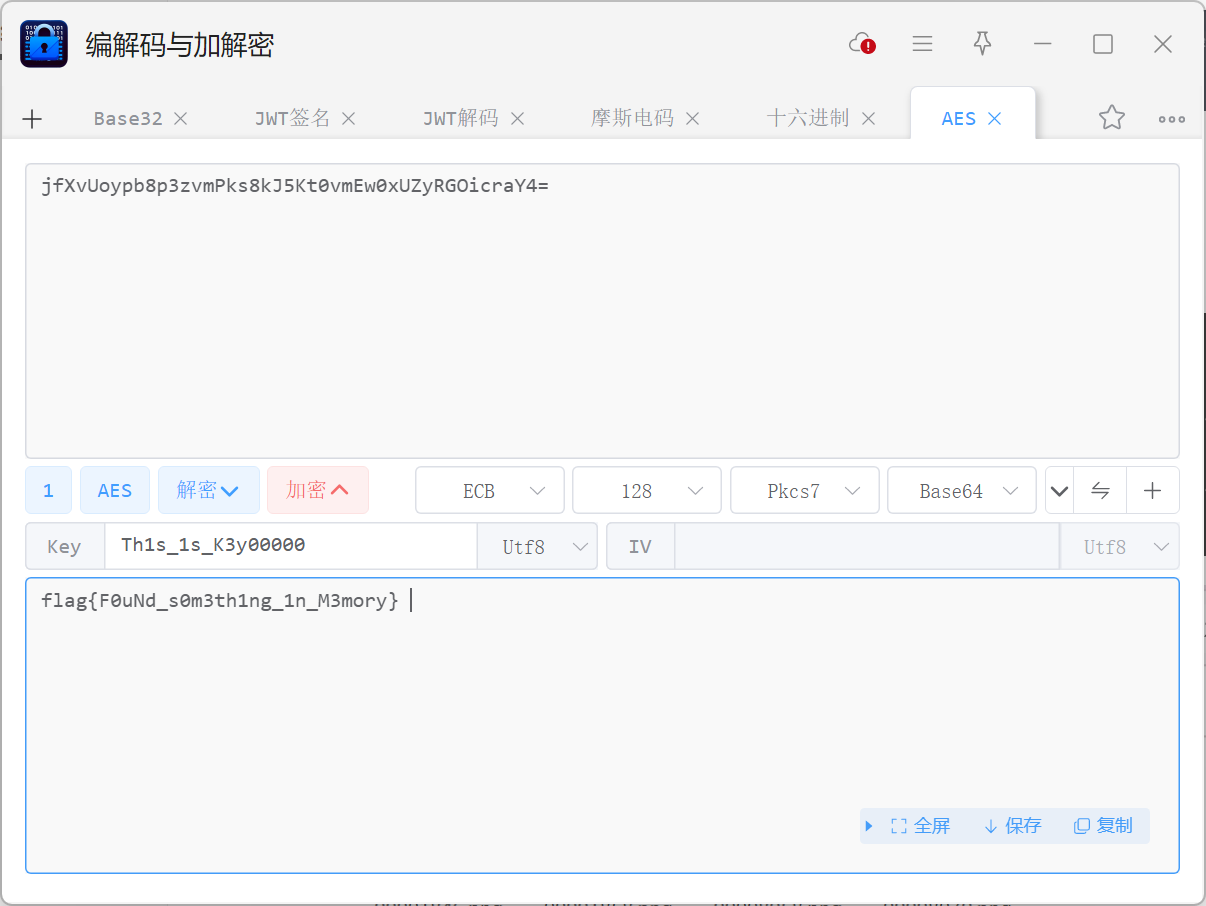 编解码与加解密
Base32 JWT签名 JWT解码 摩斯电码 十六进制 AES
jfXvUoypb8p3zvmPks8kJ5Kt0vmEw0xUZyRGOicraY4=
1 AES 解密 加密 ECB 128 Pkcs7 Base64
Key Th1s_1s_K3y00000 Utf8 IV Utf8
flag{F0uNd_s0m3th1ng_1n_M3mory}
全屏 保存 复制